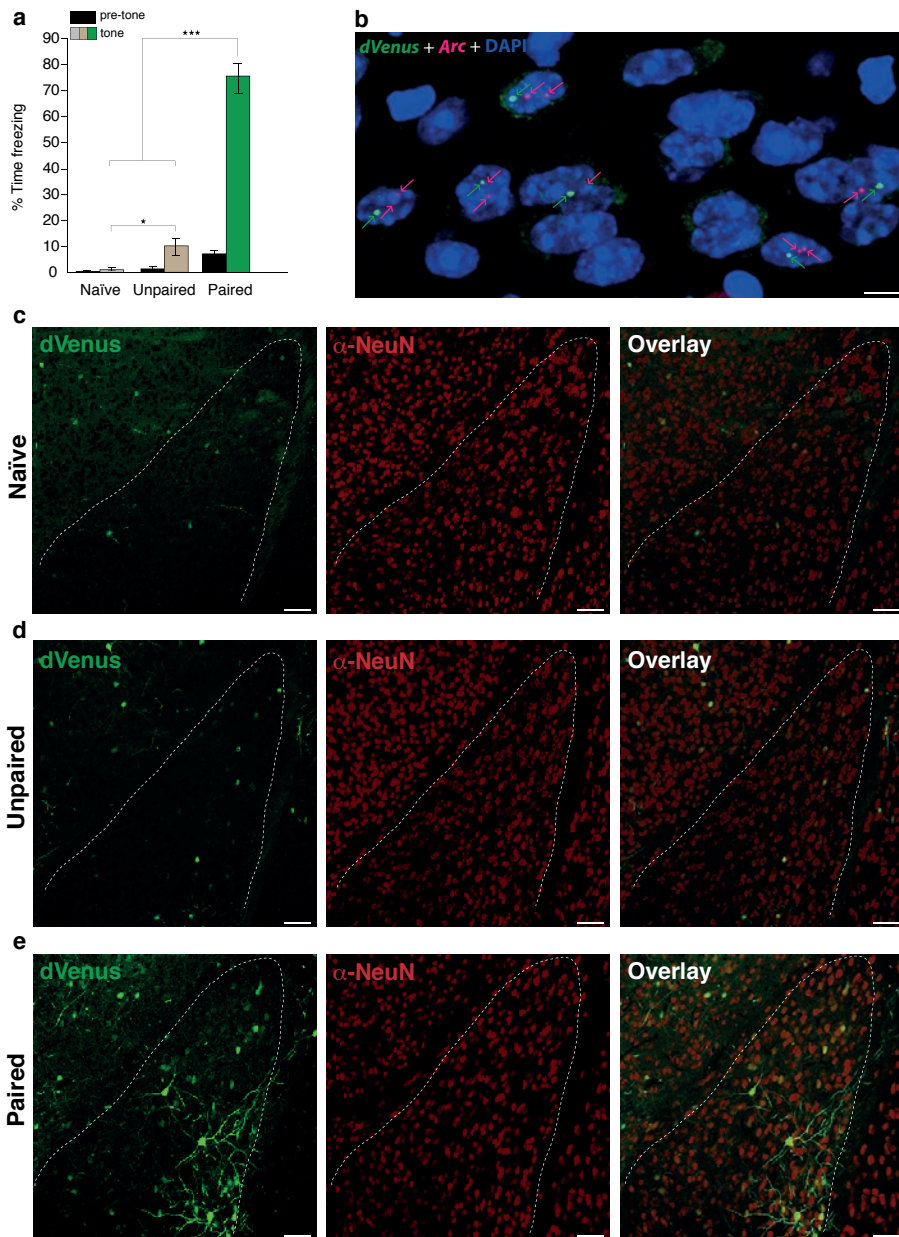 a
pre-tone
tone
90
80
70
60
50
40
30
20
10
0
% Time freezing
***
*
Naïve Unpaired Paired
b
dVenus + Arc + DAPI
c
Naïve
dVenus
α-NeuN
Overlay
d
Unpaired
dVenus
α-NeuN
Overlay
e
Paired
dVenus
α-NeuN
Overlay